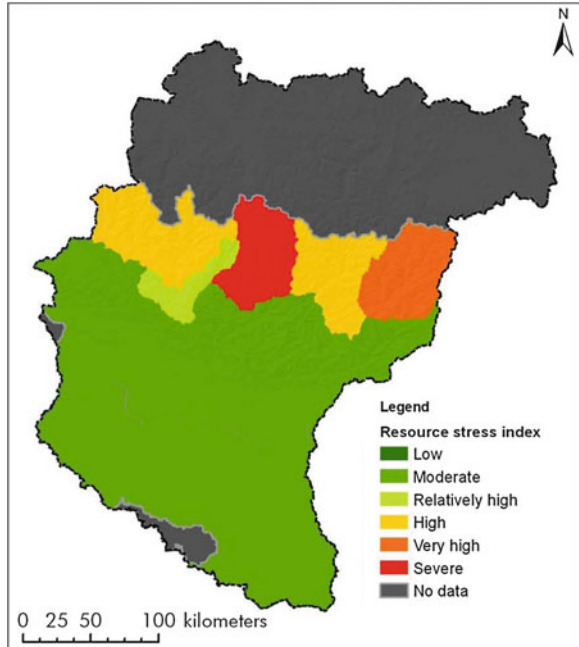 N
Legend
Resource stress index
Low
Moderate
Relatively high
High
Very high
Severe
No data
0 25 50 100 kilometers